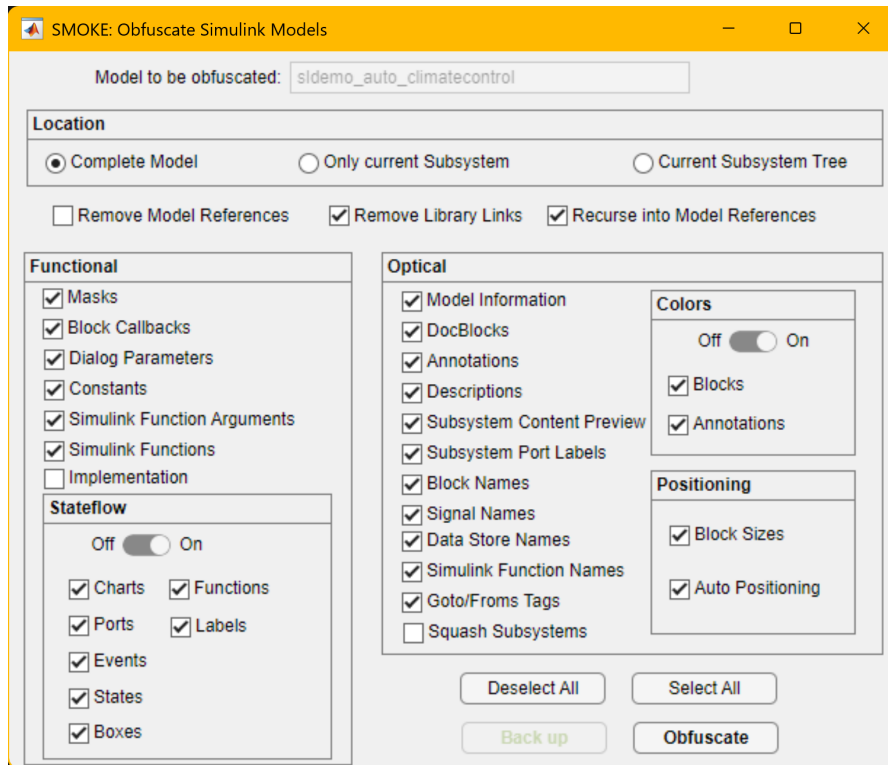 SMOKE: Obfuscate Simulink Models
Model to be obfuscated: sldemo_auto_climatecontrol
Location
Complete Model Only current Subsystem Current Subsystem Tree
Remove Model References Remove Library Links Recurse into Model References
Functional
Masks
Block Callbacks
Dialog Parameters
Constants
Simulink Function Arguments
Simulink Functions
Implementation
Stateflow
Off On
Charts Functions
Ports Labels
Events
States
Boxes
Optical
Model Information
DocBlocks
Annotations
Descriptions
Subsystem Content Preview
Subsystem Port Labels
Block Names
Signal Names
Data Store Names
Simulink Function Names
Goto/Froms Tags
Squash Subsystems
Colors
Off On
Blocks
Annotations
Positioning
Block Sizes
Auto Positioning
Deselect All Select All
Back up Obfuscate